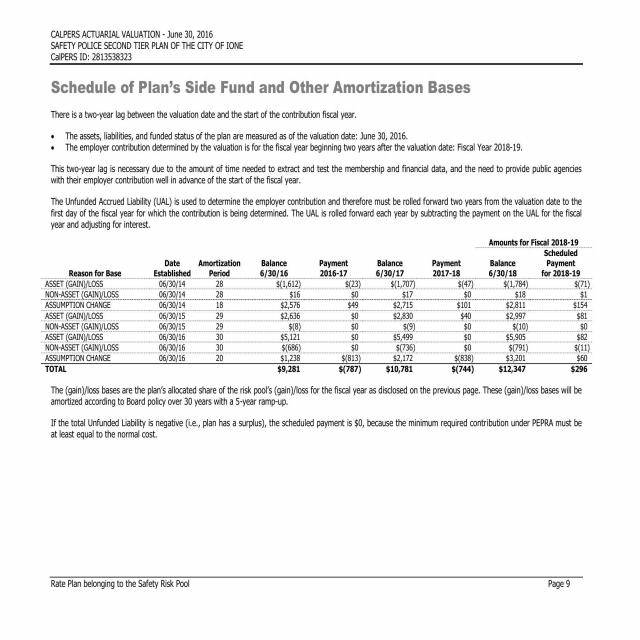 CALPERS ACTUARIAL VALUATION - June 30, 2016
SAFETY POLICE SECOND TIER PLAN OF THE CITY OF IONE
CalPERS ID: 2813538323
Schedule of Plan's Side Fund and Other Amortization Bases
There is a two-year lag between the valuation date and the start of the contribution fiscal year.
• The assets, liabilities, and funded status of the plan are measured as of the valuation date: June 30, 2016.
• The employer contribution determined by the valuation is for the fiscal year beginning two years after the valuation date: Fiscal Year 2018-19.
This two-year lag is necessary due to the amount of time needed to extract and test the membership and financial data, and the need to provide public agencies
with their employer contribution well in advance of the start of the fiscal year.
The Unfunded Accrued Liability (UAL) is used to determine the employer contribution and therefore must be rolled forward two years from the valuation date to the
first day of the fiscal year for which the contribution is being determined. The UAL is rolled forward each year by subtracting the payment on the UAL for the fiscal
year and adjusting for interest.
Amounts for Fiscal 2018-19
Scheduled
Date Amortization Balance Payment Balance Payment Balance Payment
Reason for Base Established Period 6/30/16 2016-17 6/30/17 2017-18 6/30/18 for 2018-19
ASSET (GAIN)/LOSS 06/30/14 28 $(1,612) $(23) $(1,707) $(47) $(1,784) $(71)
NON-ASSET (GAIN)/LOSS 06/30/14 28 $16 $0 $17 $0 $18 $1
ASSUMPTION CHANGE 06/30/14 18 $2,576 $49 $2,715 $101 $2,811 $154
ASSET (GAIN)/LOSS 06/30/15 29 $2,636 $0 $2,830 $40 $2,997 $81
NON-ASSET (GAIN)/LOSS 06/30/15 29 $(8) $0 $(9) $0 $(10) $0
ASSET (GAIN)/LOSS 06/30/16 30 $5,121 $0 $5,499 $0 $5,905 $82
NON-ASSET (GAIN)/LOSS 06/30/16 30 $(686) $0 $(736) $0 $(791) $(11)
ASSUMPTION CHANGE 06/30/16 20 $1,238 $(813) $2,172 $(838) $3,201 $60
TOTAL $9,281 $(787) $10,781 $(744) $12,347 $296
The (gain)/loss bases are the plan's allocated share of the risk pool's (gain)/loss for the fiscal year as disclosed on the previous page. These (gain)/loss bases will be
amortized according to Board policy over 30 years with a 5-year ramp-up.
If the total Unfunded Liability is negative (i.e., plan has a surplus), the scheduled payment is $0, because the minimum required contribution under PEPRA must be
at least equal to the normal cost.
Rate Plan belonging to the Safety Risk Pool Page 9